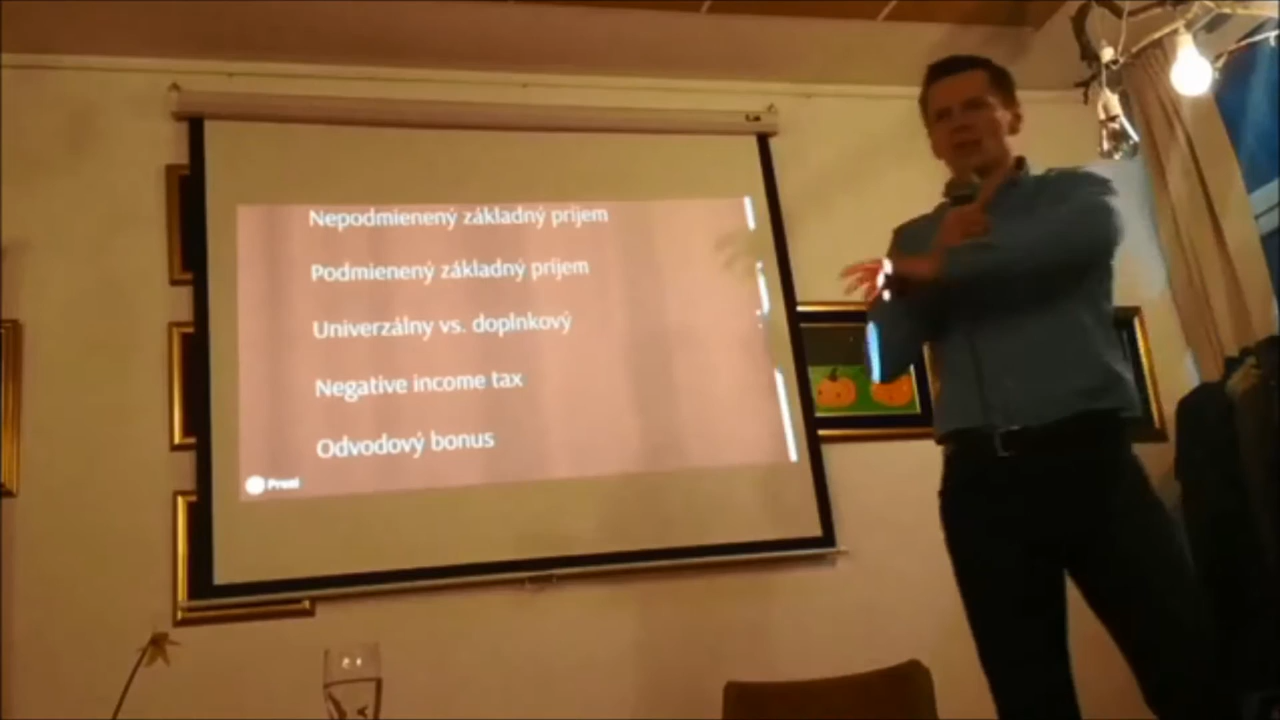 Nepodmienený základný príjem
Podmienený základný príjem
Univerzálny vs. doplnkový
Negative income tax
Odvodový bonus
Prezi